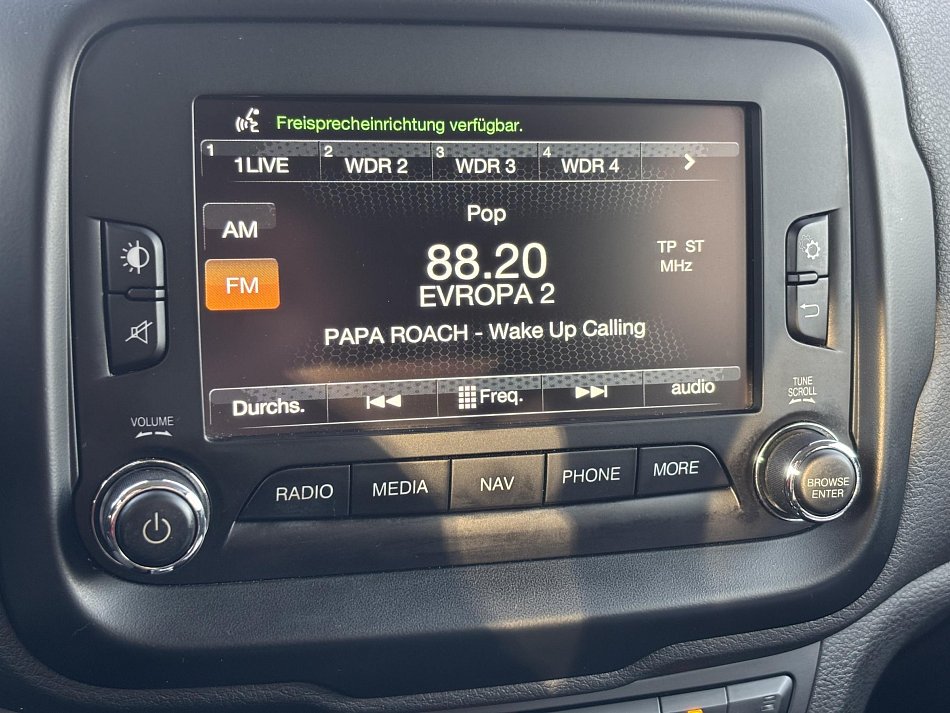 Freisprecheinrichtung verfügbar.
1 1LIVE 2 WDR 2 3 WDR 3 4 WDR 4
AM
Pop
88.20
TP ST
MHz
FM
EVROPA 2
PAPA ROACH - Wake Up Calling
Durchs. Freq. audio
VOLUME
TUNE
SCROLL
RADIO MEDIA NAV PHONE MORE
BROWSE
ENTER